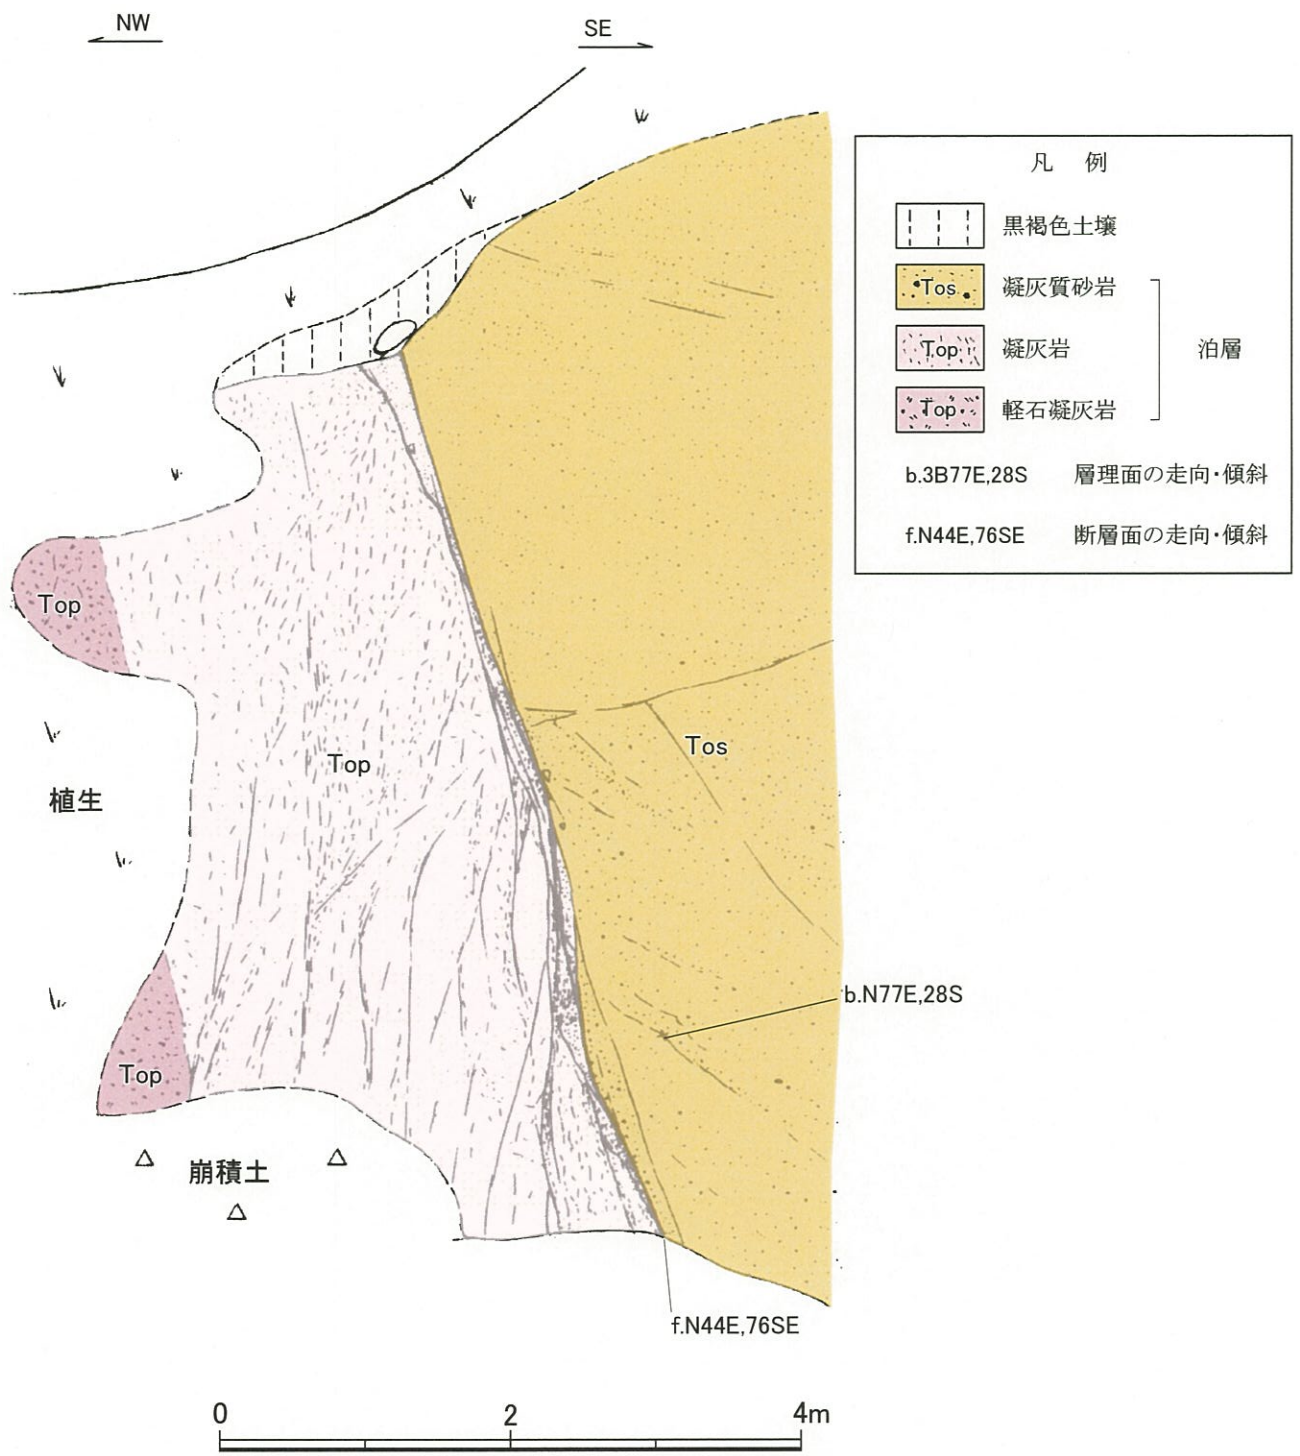 NW
SE
凡 例
黒褐色土壌
Tos 凝灰質砂岩
Top 凝灰岩
泊層
Top 軽石凝灰岩
b.3B77E,28S 層理面の走向・傾斜
f.N44E,76SE 断層面の走向・傾斜
Top
Top
Tos
植生
b.N77E,28S
Top
崩積土
f.N44E,76SE
0 2 4m